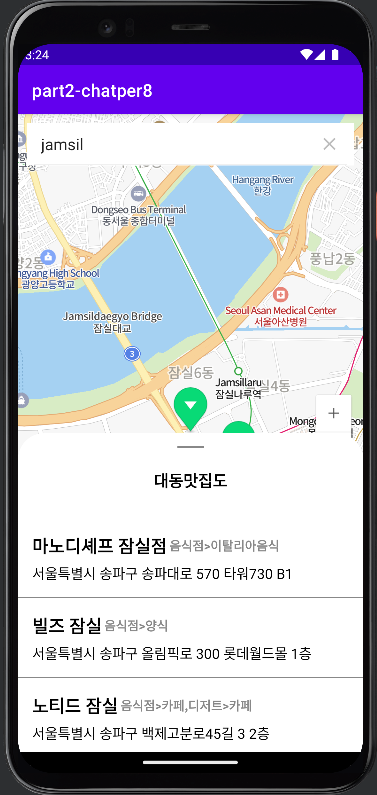 3:24
part2-chatper8
jamsil
Hangang River
한강
Dongseo Bus Terminal
동서울종합터미널
풍납2동
gyang High School
광양고등학교
Seoul Asan Medical Center
서울아산병원
Jamsildaegyo Bridge
잠실대교
3
잠실6동
Jamsillaru
잠실나루역
실4동
+
대동맛집도
마노디셰프 잠실점 음식점>이탈리아음식
서울특별시 송파구 송파대로 570 타워730 B1
빌즈 잠실 음식점>양식
서울특별시 송파구 올림픽로 300 롯데월드몰 1층
노티드 잠실 음식점>카페,디저트>카페
서울특별시 송파구 백제고분로45길 3 2층